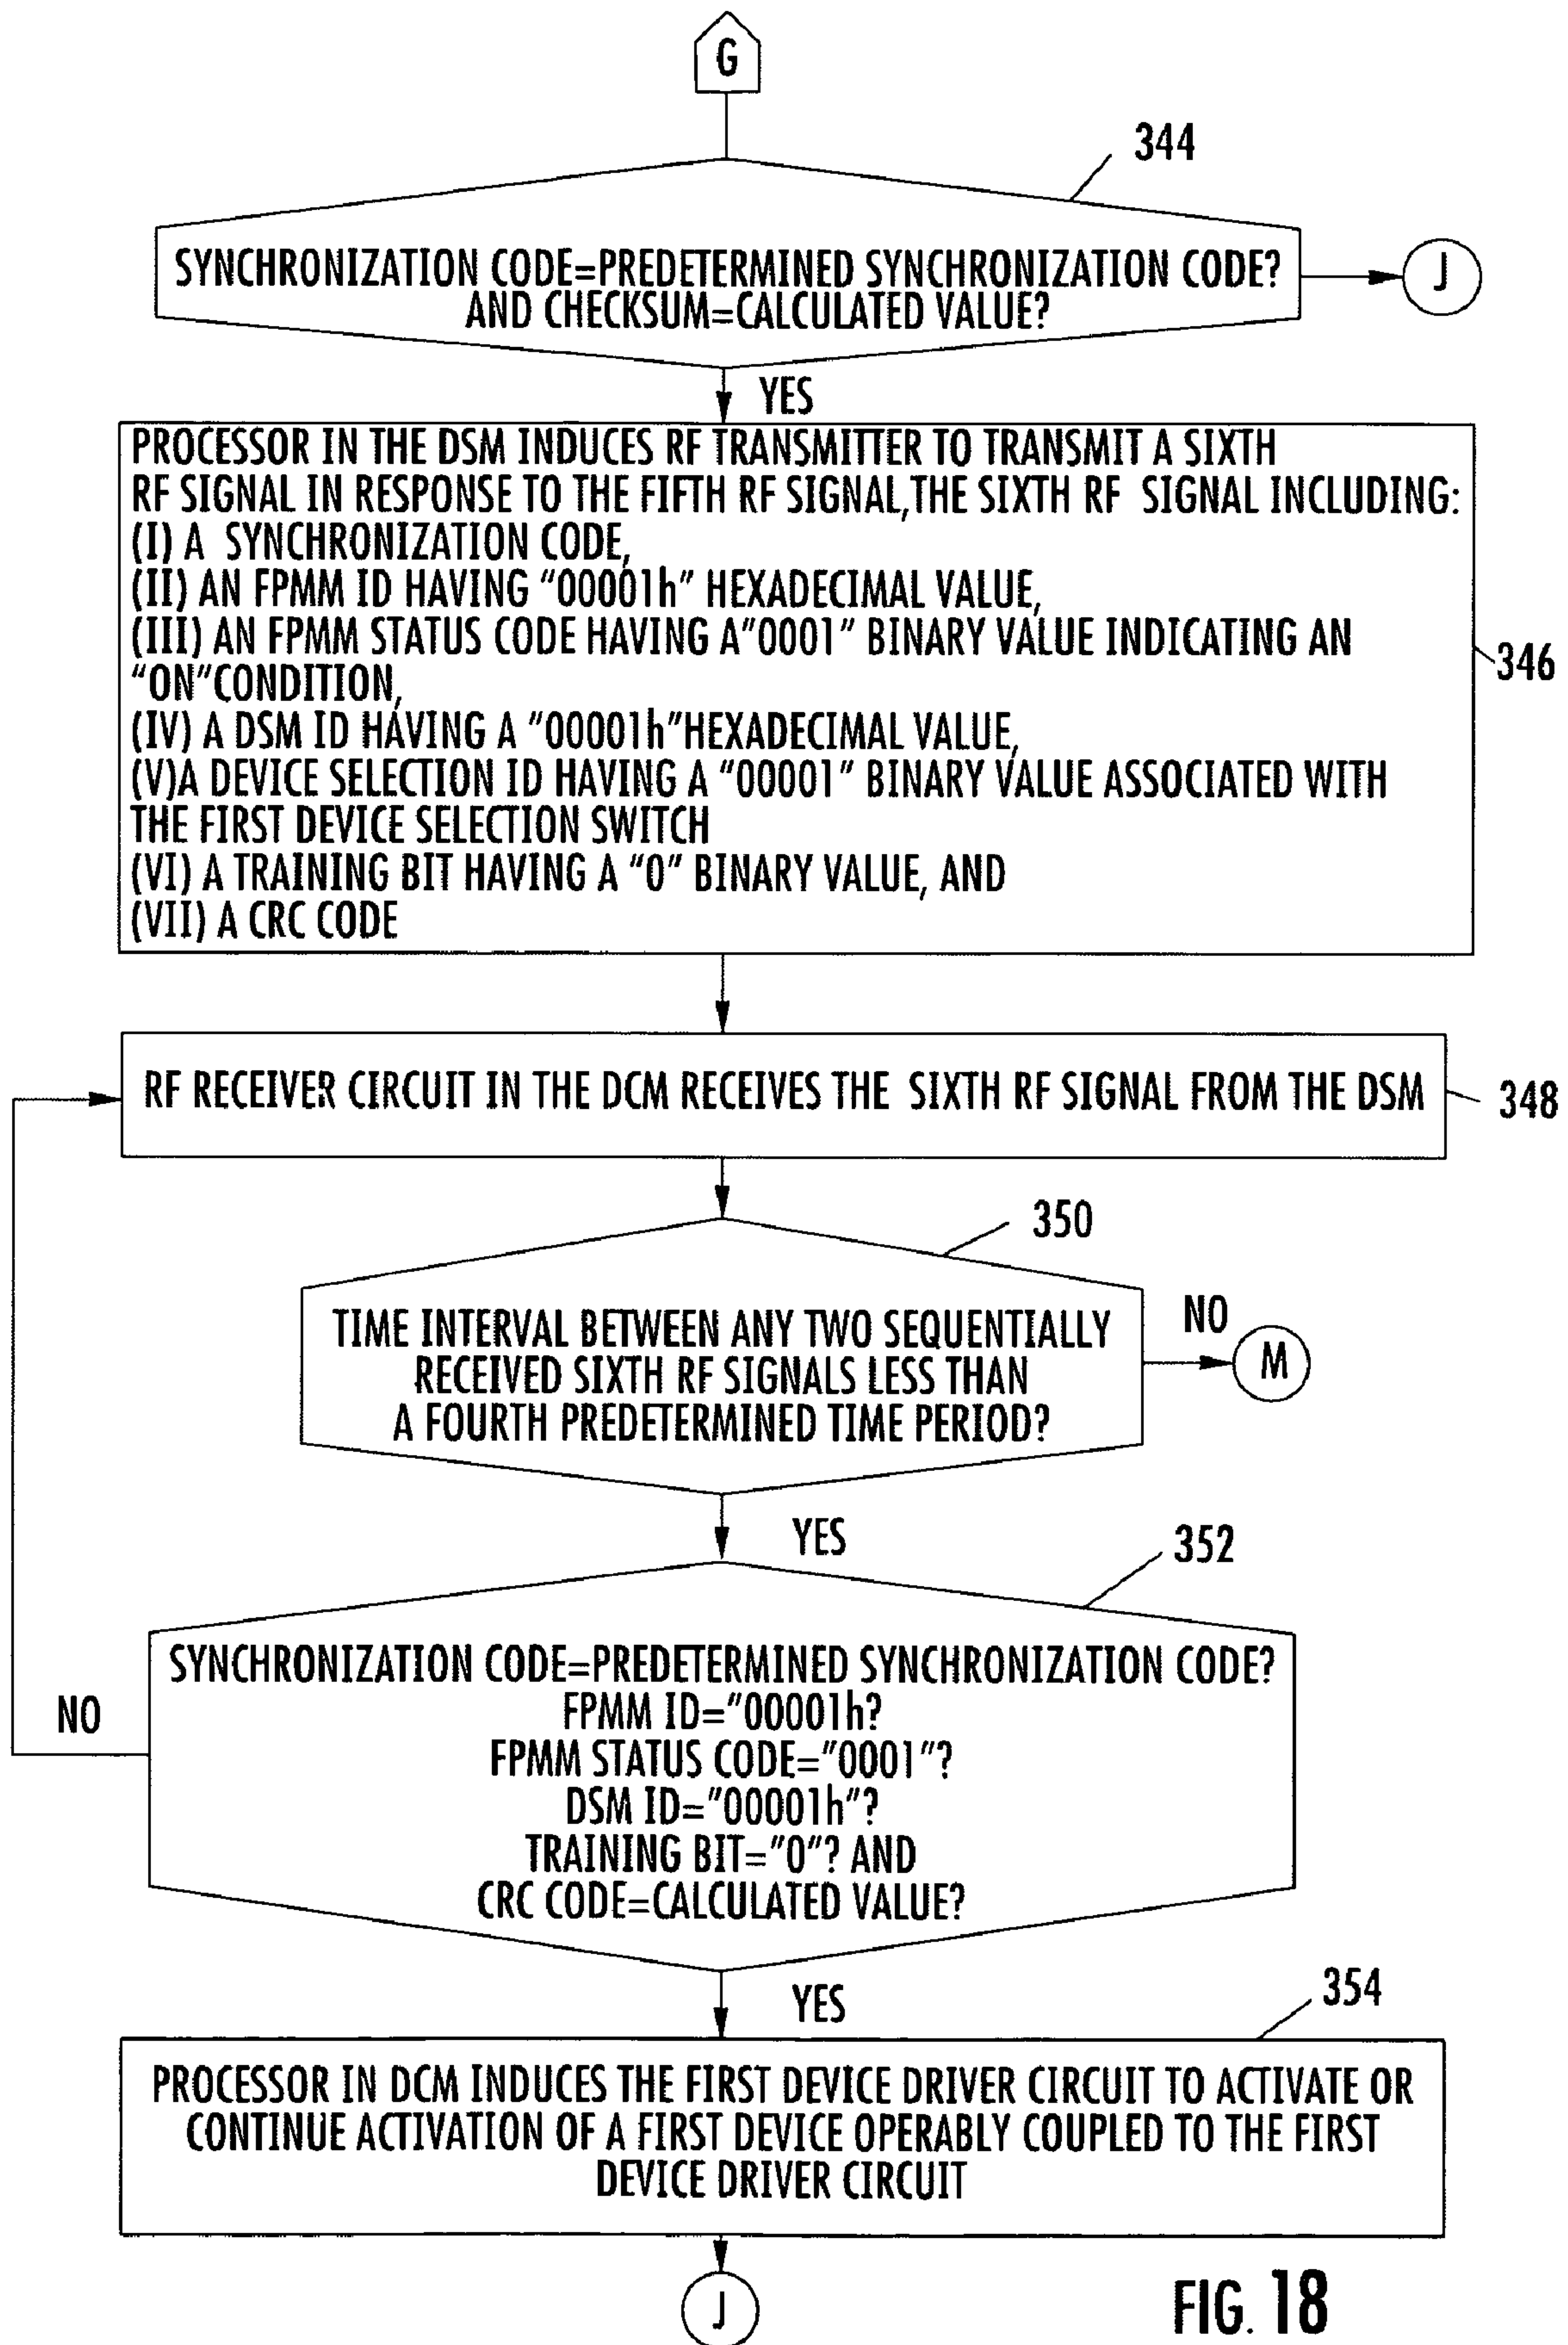 G
344
SYNCHRONIZATION CODE=PREDETERMINED SYNCHRONIZATION CODE?
AND CHECKSUM=CALCULATED VALUE?
J
YES
PROCESSOR IN THE DSM INDUCES RF TRANSMITTER TO TRANSMIT A SIXTH
RF SIGNAL IN RESPONSE TO THE FIFTH RF SIGNAL,THE SIXTH RF SIGNAL INCLUDING:
(I) A SYNCHRONIZATION CODE,
(II) AN FPMM ID HAVING "00001h" HEXADECIMAL VALUE,
(III) AN FPMM STATUS CODE HAVING A"0001" BINARY VALUE INDICATING AN
"ON"CONDITION,
(IV) A DSM ID HAVING A "00001h"HEXADECIMAL VALUE,
(V)A DEVICE SELECTION ID HAVING A "00001" BINARY VALUE ASSOCIATED WITH
THE FIRST DEVICE SELECTION SWITCH
(VI) A TRAINING BIT HAVING A "0" BINARY VALUE, AND
(VII) A CRC CODE
346
RF RECEIVER CIRCUIT IN THE DCM RECEIVES THE SIXTH RF SIGNAL FROM THE DSM
348
350
TIME INTERVAL BETWEEN ANY TWO SEQUENTIALLY
RECEIVED SIXTH RF SIGNALS LESS THAN
A FOURTH PREDETERMINED TIME PERIOD?
NO
M
YES
352
SYNCHRONIZATION CODE=PREDETERMINED SYNCHRONIZATION CODE?
FPMM ID="00001h?
FPMM STATUS CODE="0001"?
DSM ID="00001h"?
TRAINING BIT="0"? AND
CRC CODE=CALCULATED VALUE?
NO
YES
354
PROCESSOR IN DCM INDUCES THE FIRST DEVICE DRIVER CIRCUIT TO ACTIVATE OR
CONTINUE ACTIVATION OF A FIRST DEVICE OPERABLY COUPLED TO THE FIRST
DEVICE DRIVER CIRCUIT
J
FIG. 18